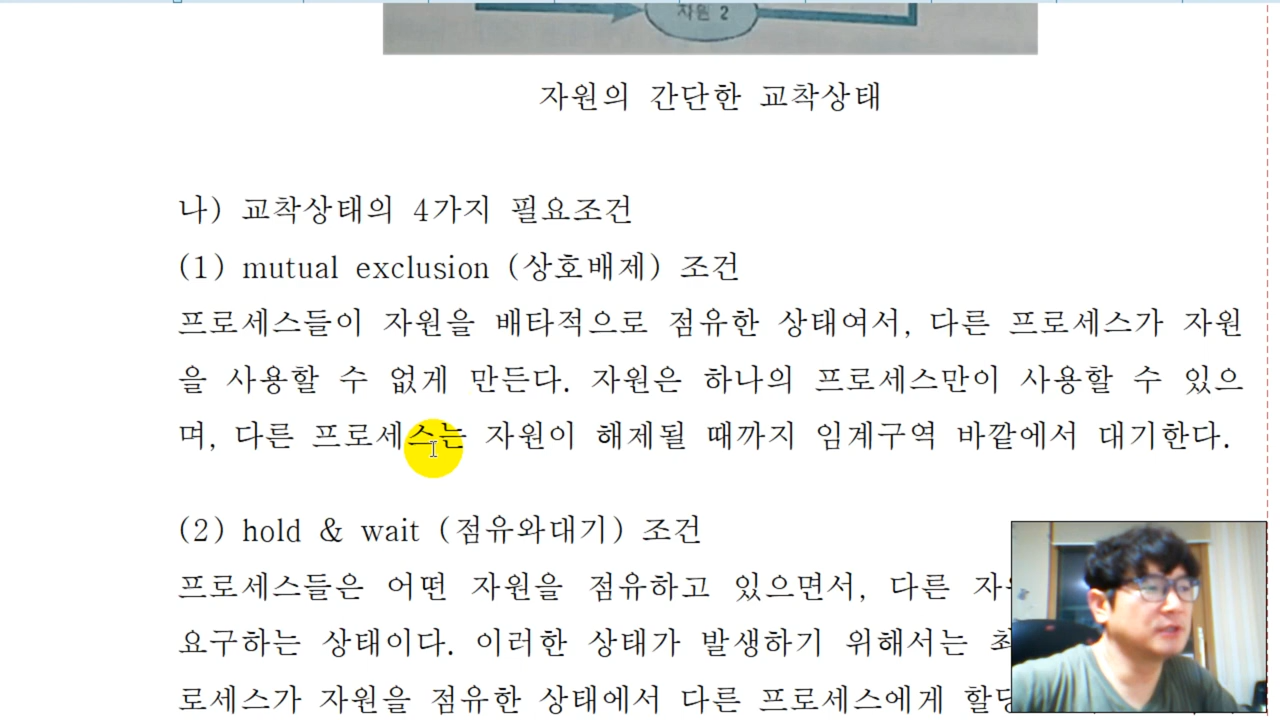 자원 2
자원의 간단한 교착상태
나) 교착상태의 4가지 필요조건
(1) mutual exclusion (상호배제) 조건
프로세스들이 자원을 배타적으로 점유한 상태여서, 다른 프로세스가 자원
을 사용할 수 없게 만든다. 자원은 하나의 프로세스만이 사용할 수 있으
며, 다른 프로세스는 자원이 해제될 때까지 임계구역 바깥에서 대기한다.
(2) hold & wait (점유와대기) 조건
프로세스들은 어떤 자원을 점유하고 있으면서, 다른
요구하는 상태이다. 이러한 상태가 발생하기 위해서는
로세스가 자원을 점유한 상태에서 다른 프로세스에게